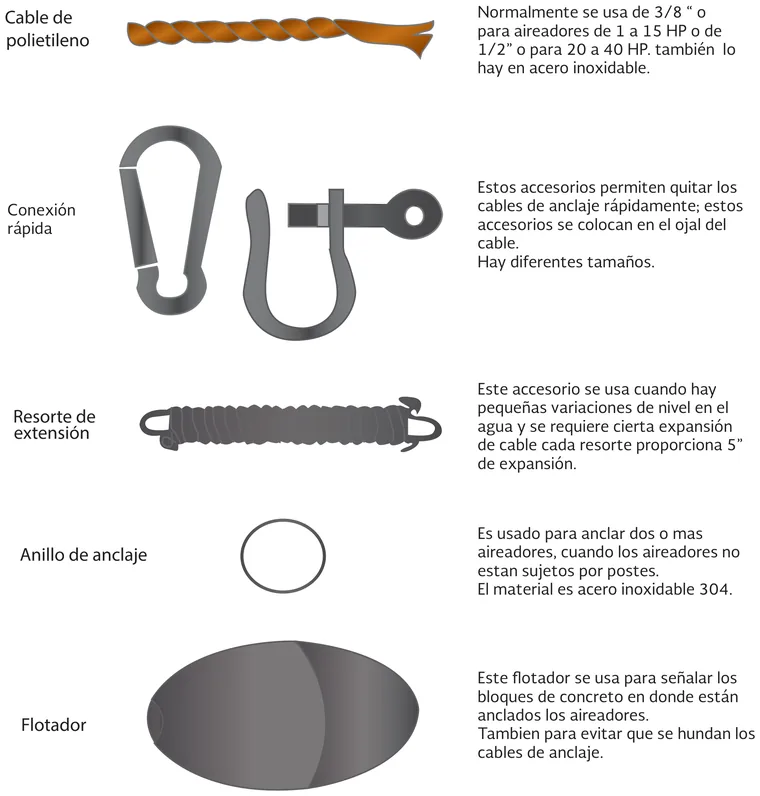 Cable de
polietileno
Normalmente se usa de 3/8 “ o
para aireadores de 1 a 15 HP o de
1/2” o para 20 a 40 HP. también lo
hay en acero inoxidable.
Conexión
rápida
Estos accesorios permiten quitar los
cables de anclaje rápidamente; estos
accesorios se colocan en el ojal del
cable.
Hay diferentes tamaños.
Resorte de
extensión
Este accesorio se usa cuando hay
pequeñas variaciones de nivel en el
agua y se requiere cierta expansión
de cable cada resorte proporciona 5”
de expansión.
Anillo de anclaje
Es usado para anclar dos o mas
aireadores, cuando los aireadores no
estan sujetos por postes.
El material es acero inoxidable 304.
Flotador
Este flotador se usa para señalar los
bloques de concreto en donde están
anclados los aireadores.
Tambien para evitar que se hundan los
cables de anclaje.